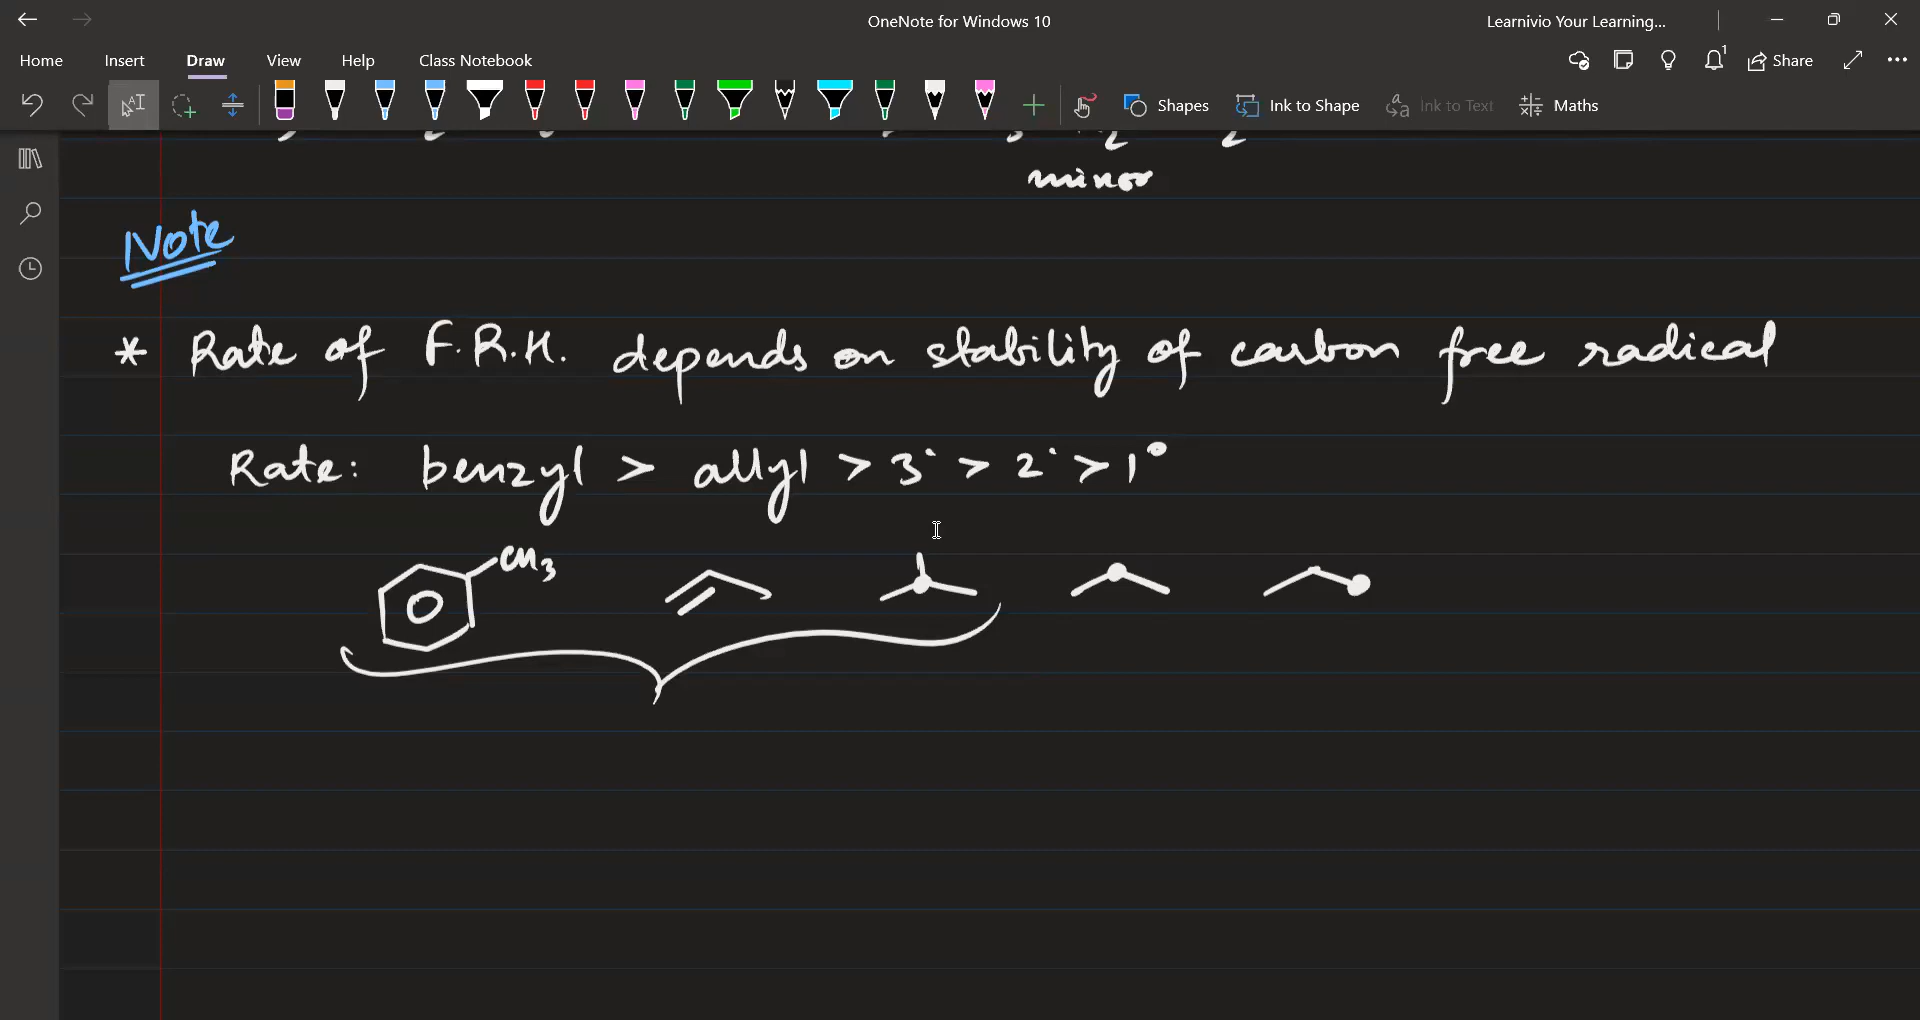 OneNote for Windows 10
Learnivio Your Learning...
Home Insert Draw View Help Class Notebook
1 Share
Shapes Ink to Shape Ink to Text Maths
minor
Note
* Rate of F.R.H. depends on stability of carbon free radical
Rate: benzyl > allyl > 3° > 2° > 1°
CH3